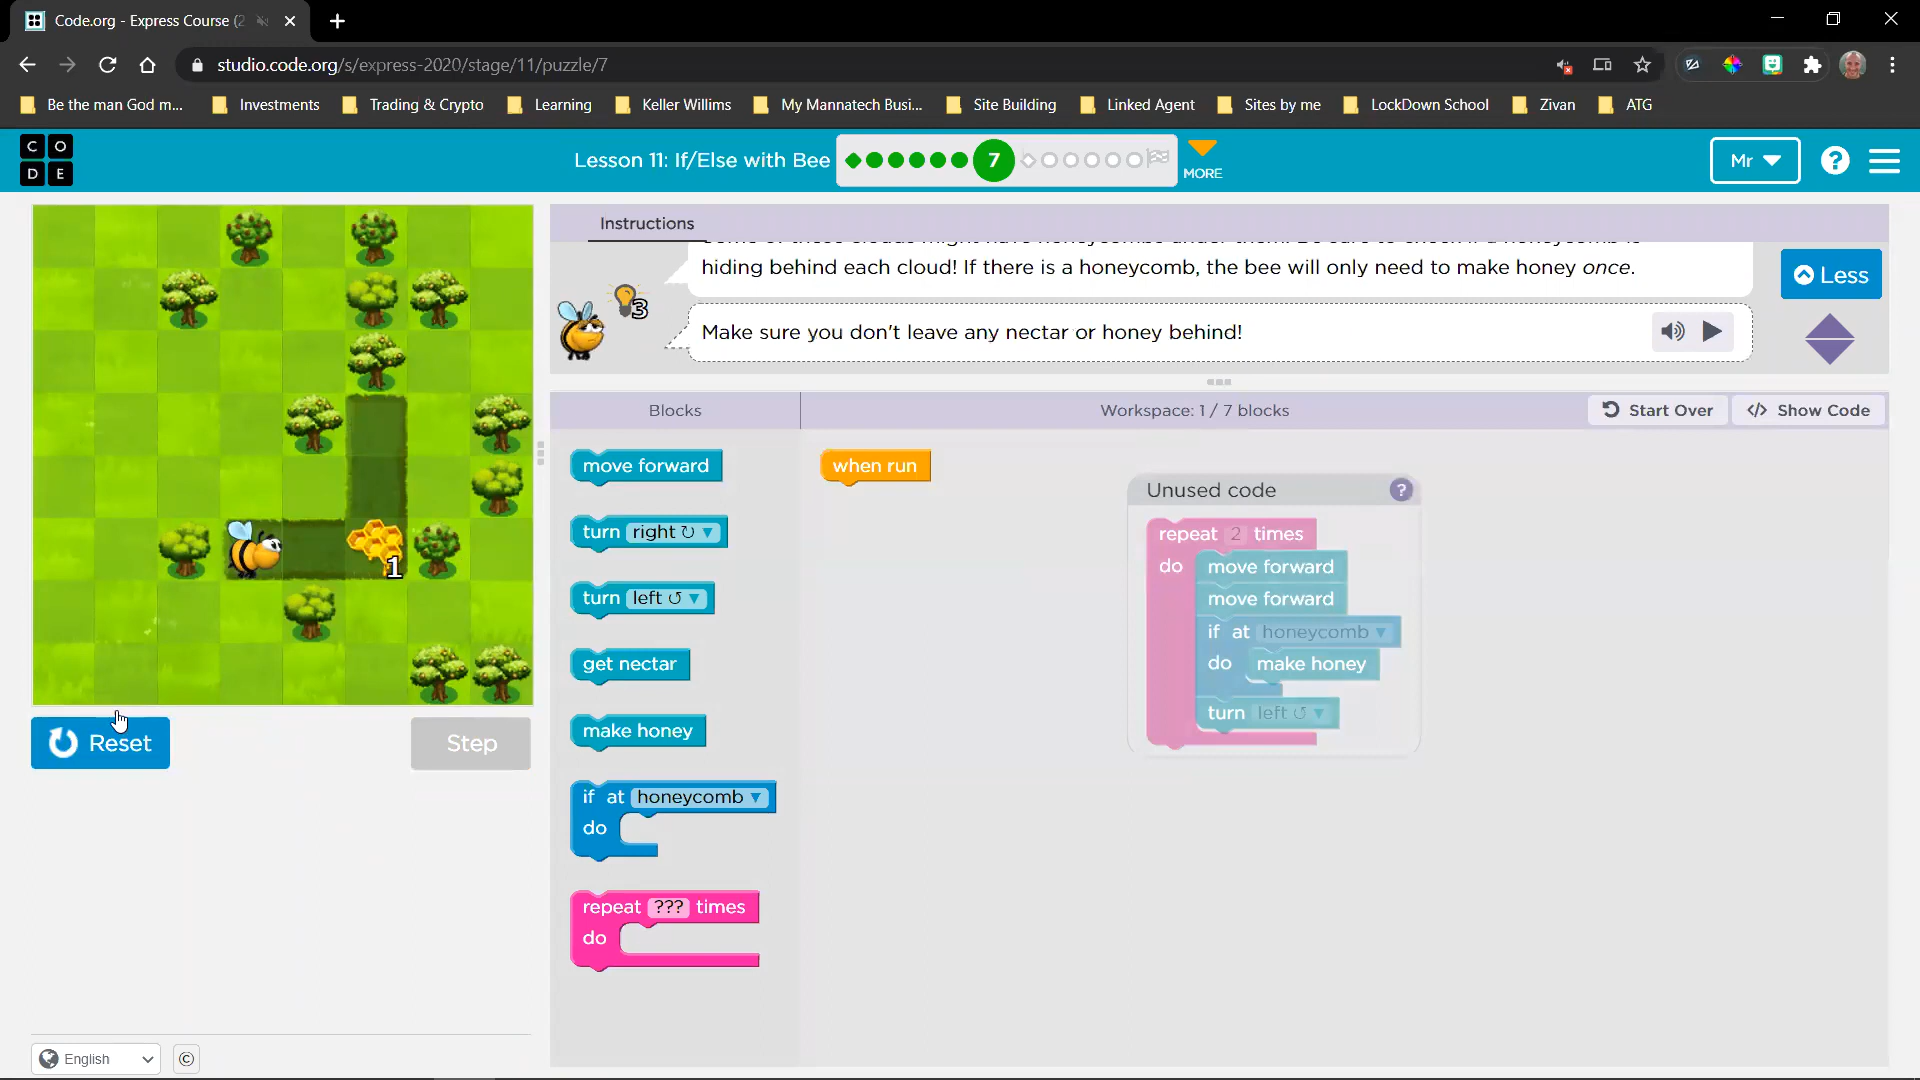 Code.org - Express Course (2
studio.code.org/s/express-2020/stage/11/puzzle/7
Be the man God m...
Investments
Trading & Crypto
Learning
Keller Willims
My Mannatech Busi...
Site Building
Linked Agent
Sites by me
LockDown School
Zivan
ATG
C O
D E
Lesson 11: If/Else with Bee
7
MORE
Mr
?
Instructions
hiding behind each cloud! If there is a honeycomb, the bee will only need to make honey once.
Less
3
Make sure you don't leave any nectar or honey behind!
Blocks
Workspace: 1 / 7 blocks
Start Over
</> Show Code
move forward
turn right ↻ ▼
turn left ↺ ▼
get nectar
make honey
if at honeycomb ▼
do
repeat ??? times
do
when run
Unused code
?
repeat 2 times
do
move forward
move forward
if at honeycomb ▼
do
make honey
turn left ↺ ▼
1
Reset
Step
English
©